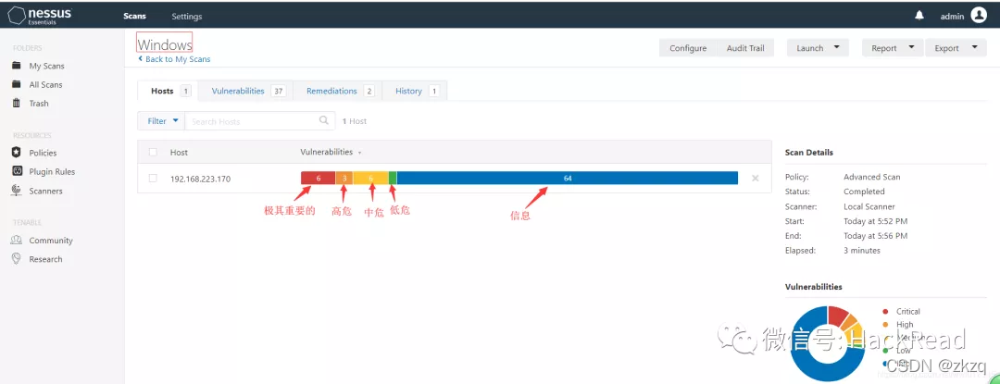 nessus
Essentials
Scans
Settings
admin
FOLDERS
My Scans
All Scans
Trash
RESOURCES
Policies
Plugin Rules
Scanners
TENABLE
Community
Research
Windows
Back to My Scans
Configure
Audit Trail
Launch
Report
Export
Hosts 1
Vulnerabilities 37
Remediations 2
History 1
Filter
Search Hosts
1 Host
Host
Vulnerabilities
192.168.223.170
6
3
6
64
极其重要的
高危
中危
低危
信息
Scan Details
Policy: Advanced Scan
Status: Completed
Scanner: Local Scanner
Start: Today at 5:52 PM
End: Today at 5:56 PM
Elapsed: 3 minutes
Vulnerabilities
Critical
High
Low
微信号: HackRead
CSDN @zkzq